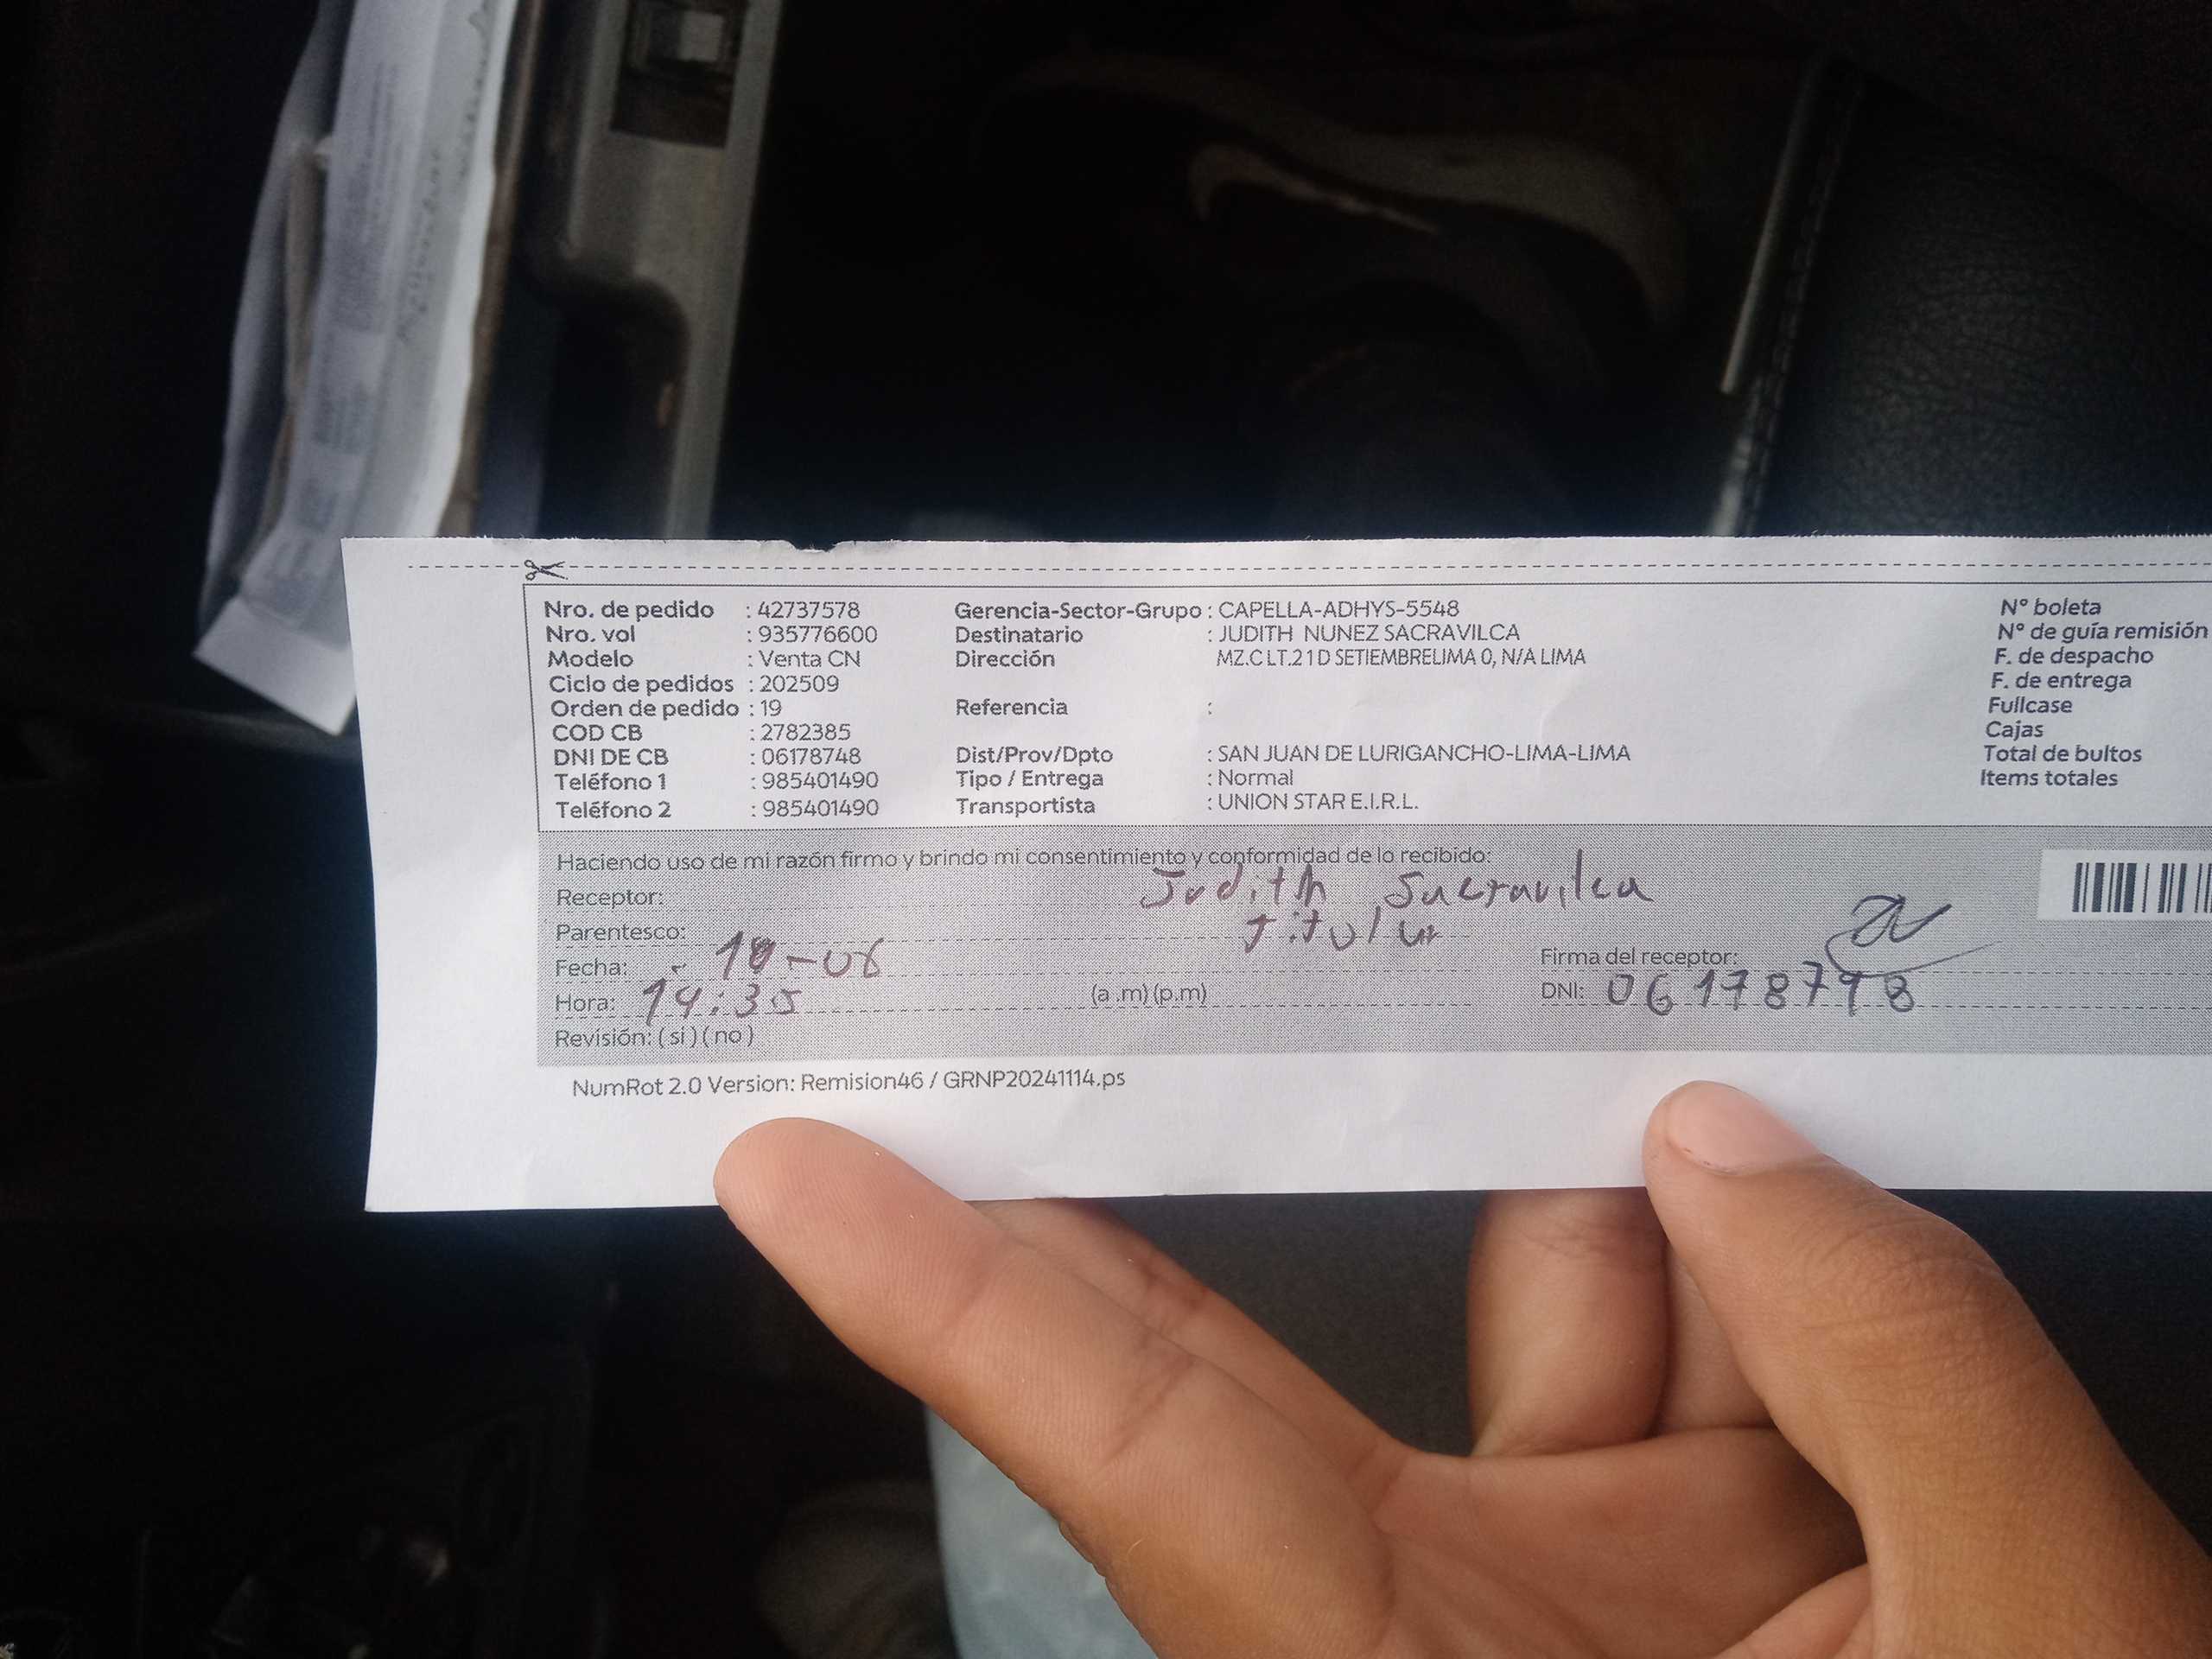 Nro. de pedido : 42737578 Gerencia-Sector-Grupo : CAPELLA-ADHYS-5548 N° boleta
Nro. vol : 935776600 Destinatario : JUDITH NUNEZ SACRAVILCA N° de guía remisión
Modelo : Venta CN Dirección MZ.C LT.21 D SETIEMBRELIMA 0, N/A LIMA F. de despacho
Ciclo de pedidos : 202509 F. de entrega
Orden de pedido : 19 Referencia : Fullcase
COD CB : 2782385 Cajas
DNI DE CB : 06178748 Dist/Prov/Dpto : SAN JUAN DE LURIGANCHO-LIMA-LIMA Total de bultos
Teléfono 1 : 985401490 Tipo / Entrega : Normal Items totales
Teléfono 2 : 985401490 Transportista : UNION STAR E.I.R.L.
Haciendo uso de mi razón firmo y brindo mi consentimiento y conformidad de lo recibido:
Receptor: Judith Sacravilca
Parentesco: titular
Fecha: 18-06 Firma del receptor:
Hora: 14:35 (a .m) (p.m) DNI: 06178748
Revisión: ( si ) ( no )
NumRot 2.0 Version: Remision46 / GRNP20241114.ps